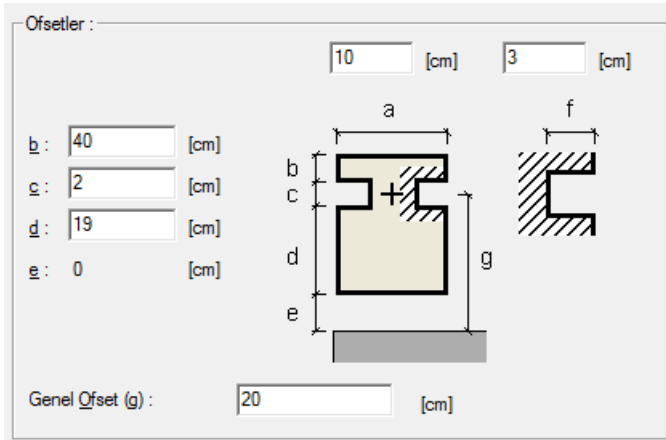 Ofsetler :
10 [cm] 3 [cm]
a f
b : 40 [cm]
c : 2 [cm]
d : 19 [cm]
e : 0 [cm]
b
c
d
g
e
Genel Ofset (g) : 20 [cm]